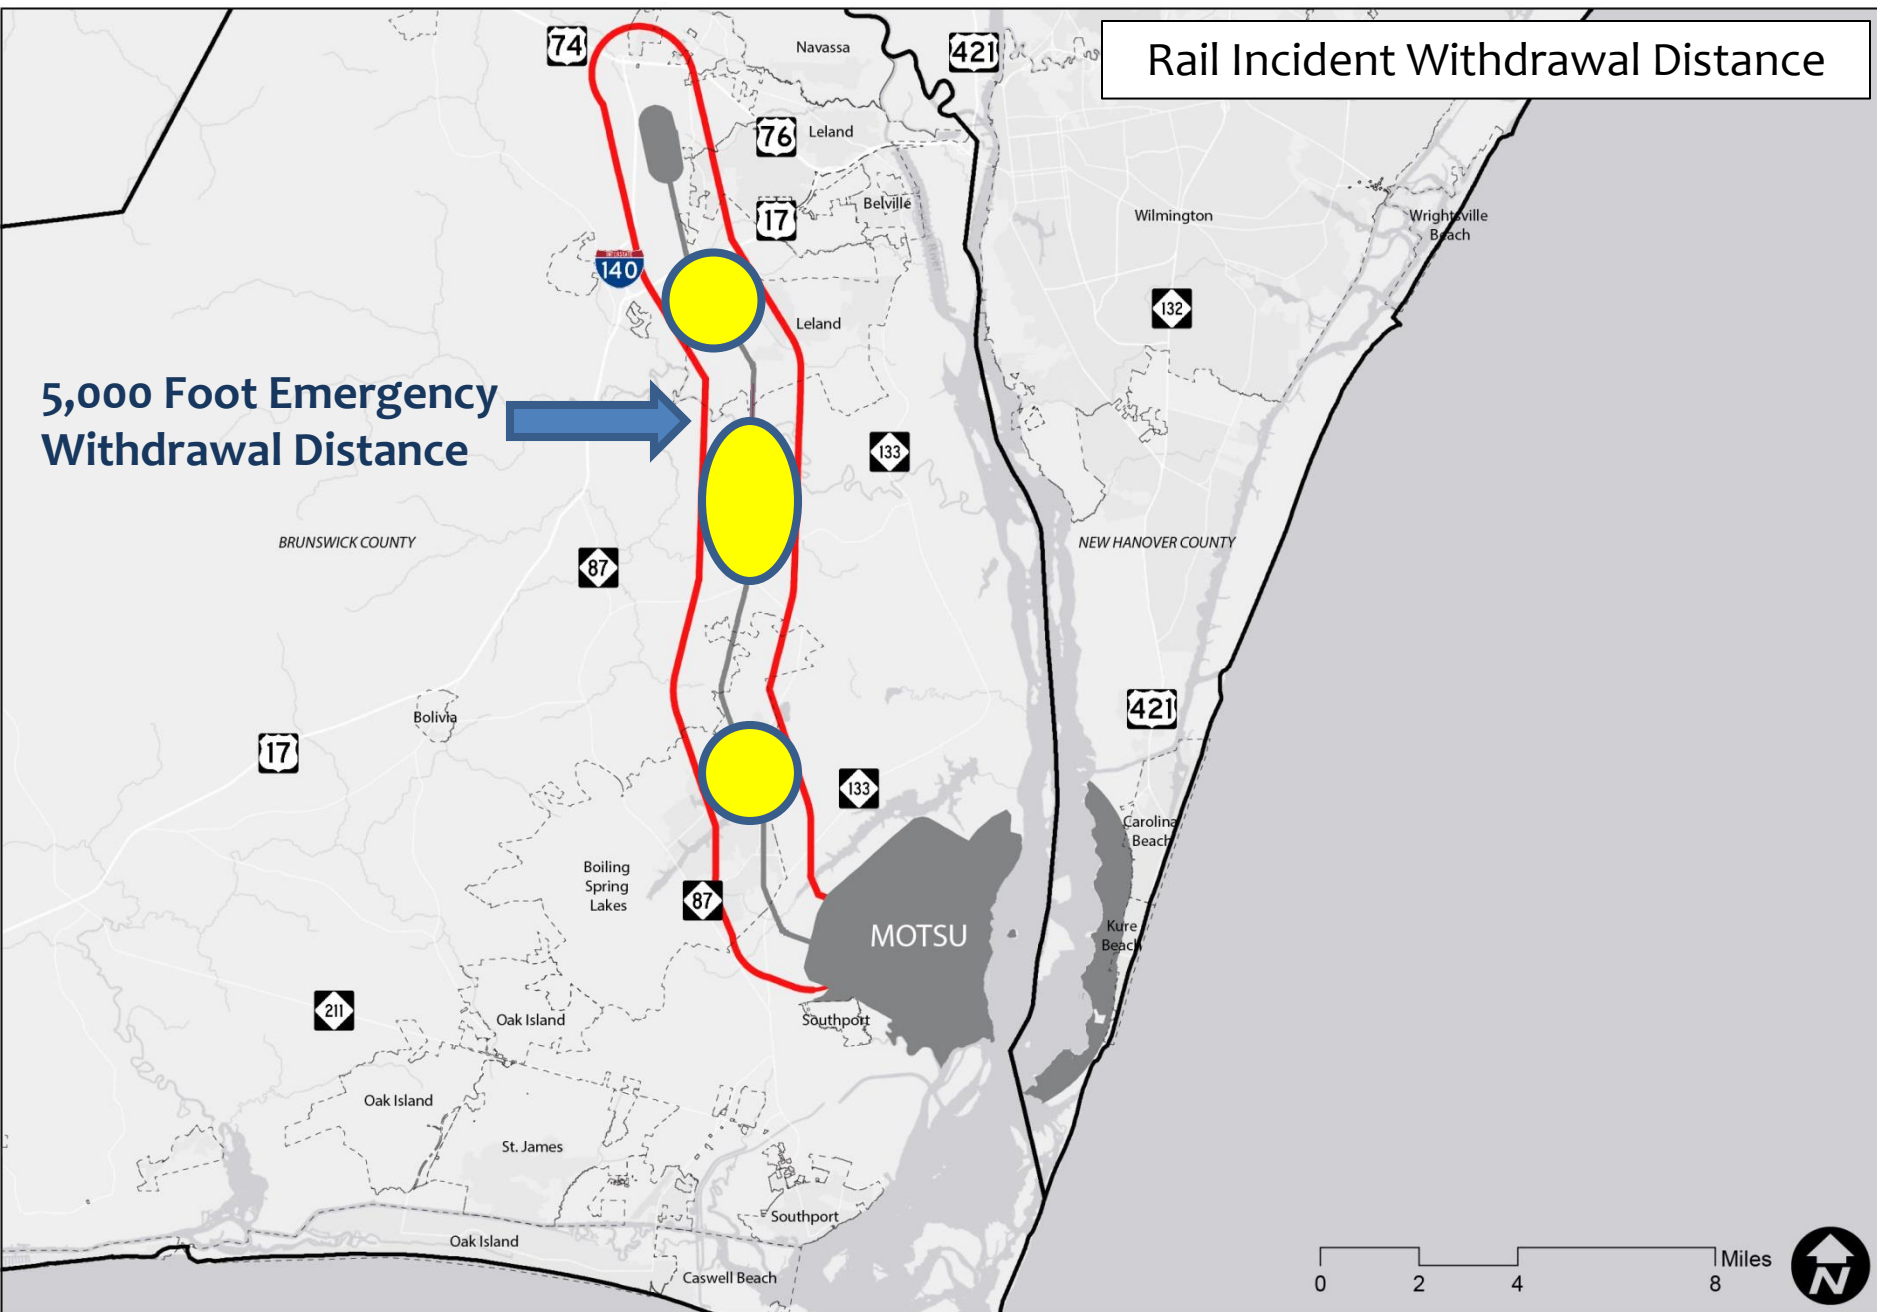 Rail Incident Withdrawal Distance
74
Navassa
421
76
Leland
17
Belville
River
Wilmington
Wrightsville
Beach
INTERSTATE
140
132
Leland
5,000 Foot Emergency
Withdrawal Distance
133
BRUNSWICK COUNTY
NEW HANOVER COUNTY
87
Bolivia
421
17
133
Carolina
Beach
Boiling
Spring
Lakes
87
MOTSU
Kure
Beach
211
Oak Island
Southport
Oak Island
St. James
Southport
Oak Island
Caswell Beach
Miles
0 2 4 8
N